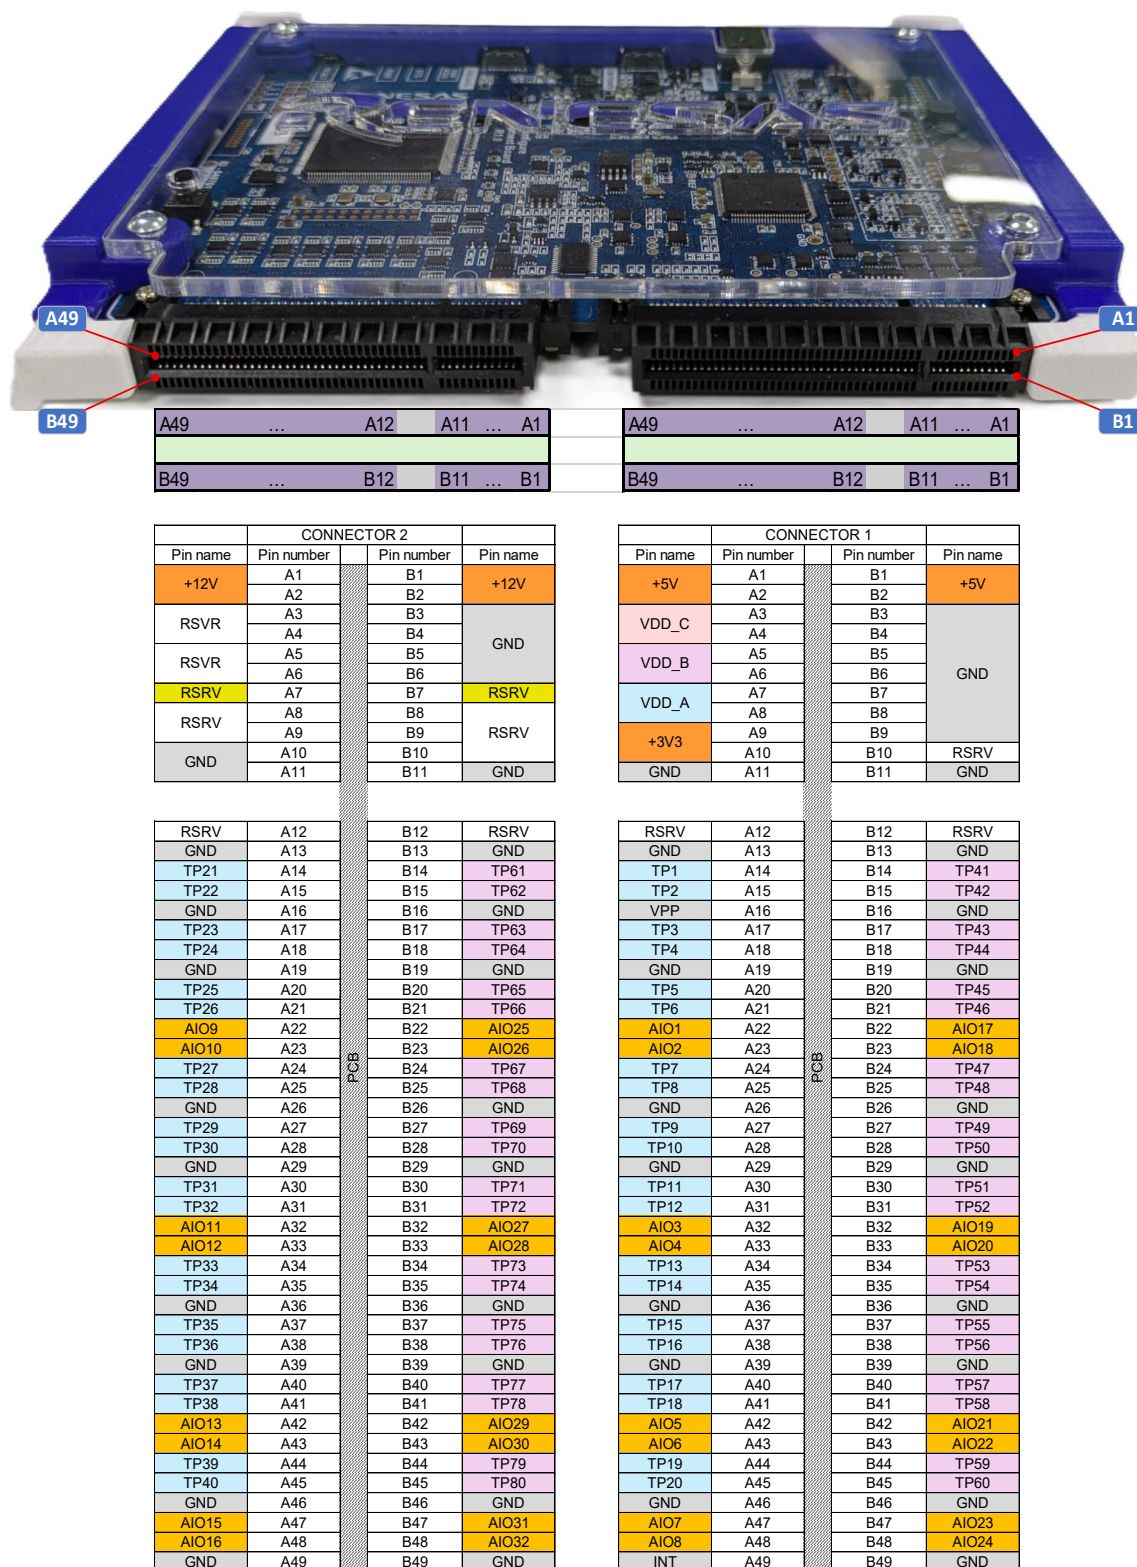 A49
A1
B49
B1
A49 ... A12 A11 ... A1
A49 ... A12 A11 ... A1
B49 ... B12 B11 ... B1
B49 ... B12 B11 ... B1
CONNECTOR 2
Pin name Pin number Pin number Pin name
+12V A1 B1 +12V
A2 B2
RSVR A3 B3 GND
A4 B4
RSVR A5 B5
A6 B6
RSRV A7 B7 RSRV
RSRV A8 B8 RSRV
A9 B9
GND A10 B10
A11 B11 GND
PCB
RSRV A12 B12 RSRV
GND A13 B13 GND
TP21 A14 B14 TP61
TP22 A15 B15 TP62
GND A16 B16 GND
TP23 A17 B17 TP63
TP24 A18 B18 TP64
GND A19 B19 GND
TP25 A20 B20 TP65
TP26 A21 B21 TP66
AIO9 A22 B22 AIO25
AIO10 A23 B23 AIO26
TP27 A24 B24 TP67
TP28 A25 B25 TP68
GND A26 B26 GND
TP29 A27 B27 TP69
TP30 A28 B28 TP70
GND A29 B29 GND
TP31 A30 B30 TP71
TP32 A31 B31 TP72
AIO11 A32 B32 AIO27
AIO12 A33 B33 AIO28
TP33 A34 B34 TP73
TP34 A35 B35 TP74
GND A36 B36 GND
TP35 A37 B37 TP75
TP36 A38 B38 TP76
GND A39 B39 GND
TP37 A40 B40 TP77
TP38 A41 B41 TP78
AIO13 A42 B42 AIO29
AIO14 A43 B43 AIO30
TP39 A44 B44 TP79
TP40 A45 B45 TP80
GND A46 B46 GND
AIO15 A47 B47 AIO31
AIO16 A48 B48 AIO32
GND A49 B49 GND
CONNECTOR 1
Pin name Pin number Pin number Pin name
+5V A1 B1 +5V
A2 B2
VDD_C A3 B3 GND
A4 B4
VDD_B A5 B5
A6 B6
VDD_A A7 B7
A8 B8
+3V3 A9 B9
A10 B10 RSRV
GND A11 B11 GND
PCB
RSRV A12 B12 RSRV
GND A13 B13 GND
TP1 A14 B14 TP41
TP2 A15 B15 TP42
VPP A16 B16 GND
TP3 A17 B17 TP43
TP4 A18 B18 TP44
GND A19 B19 GND
TP5 A20 B20 TP45
TP6 A21 B21 TP46
AIO1 A22 B22 AIO17
AIO2 A23 B23 AIO18
TP7 A24 B24 TP47
TP8 A25 B25 TP48
GND A26 B26 GND
TP9 A27 B27 TP49
TP10 A28 B28 TP50
GND A29 B29 GND
TP11 A30 B30 TP51
TP12 A31 B31 TP52
AIO3 A32 B32 AIO19
AIO4 A33 B33 AIO20
TP13 A34 B34 TP53
TP14 A35 B35 TP54
GND A36 B36 GND
TP15 A37 B37 TP55
TP16 A38 B38 TP56
GND A39 B39 GND
TP17 A40 B40 TP57
TP18 A41 B41 TP58
AIO5 A42 B42 AIO21
AIO6 A43 B43 AIO22
TP19 A44 B44 TP59
TP20 A45 B45 TP60
GND A46 B46 GND
AIO7 A47 B47 AIO23
AIO8 A48 B48 AIO24
INT A49 B49 GND